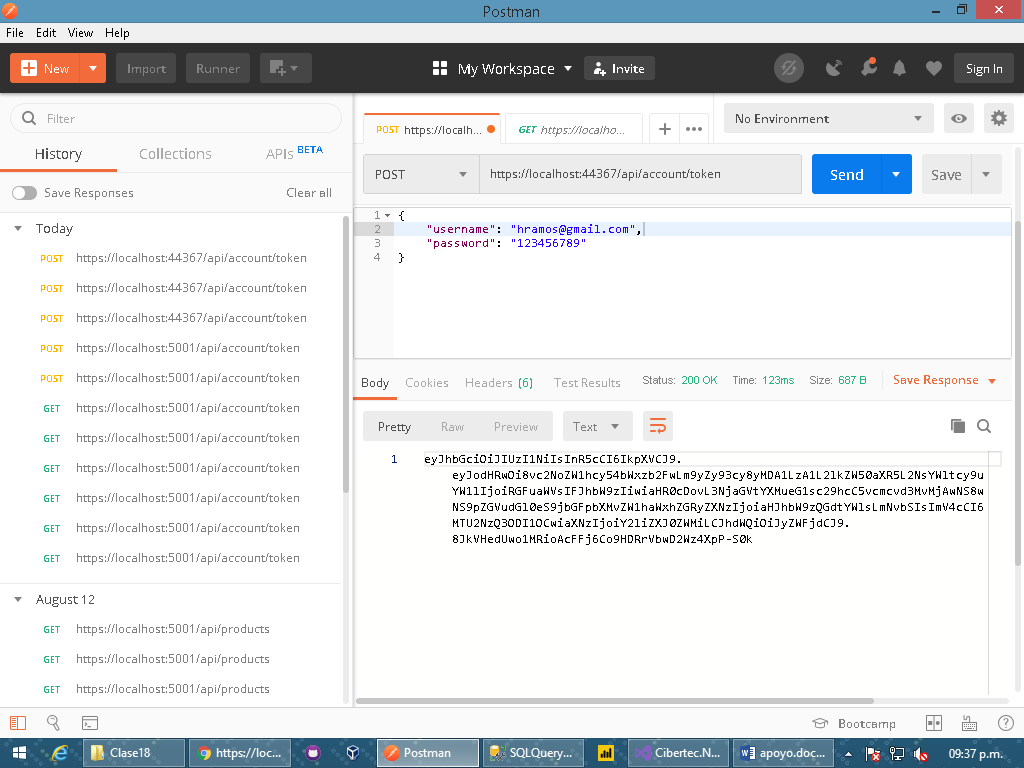 Postman
File Edit View Help
New Import Runner My Workspace Invite Sign In
Filter
History Collections APIs BETA
Save Responses Clear all
Today
POST https://localhost:44367/api/account/token
POST https://localhost:44367/api/account/token
POST https://localhost:44367/api/account/token
POST https://localhost:5001/api/account/token
POST https://localhost:5001/api/account/token
GET https://localhost:5001/api/account/token
GET https://localhost:5001/api/account/token
GET https://localhost:5001/api/account/token
GET https://localhost:5001/api/account/token
GET https://localhost:5001/api/account/token
GET https://localhost:5001/api/account/token
August 12
GET https://localhost:5001/api/products
GET https://localhost:5001/api/products
GET https://localhost:5001/api/products
POST https://localh... GET https://localho... No Environment
POST https://localhost:44367/api/account/token Send Save
1 {
2 "username": "hramos@gmail.com",
3 "password": "123456789"
4 }
Body Cookies Headers (6) Test Results Status: 200 OK Time: 123ms Size: 687 B Save Response
Pretty Raw Preview Text
1 eyJhbGciOiJIUzI1NiIsInR5cCI6IkpXVCJ9.
eyJodHRwOi8vc2NoZW1hcy54bWxzb2FwLm9yZy93cy8yMDA1LzA1L2lkZW50aXR5L2NsYWltcy9u
YW1lIjoiRGFuaWVsIFJhbW9zIiwiaHR0cDovL3NjaGVtYXMueG1sc29hcC5vcmcvd3MvMjAwNS8w
NS9pZGVudGl0eS9jbGFpbXMvZW1haWxhZGRyZXNzIjoiaHJhbW9zQGdtYWlsLmNvbSIsImV4cCI6
MTU2NzQ3ODI1OCwiaXNzIjoiY2liZXJ0ZWMiLCJhdWQiOiJyZWFjdCJ9.
8JkVHedUwo1MRioAcFFj6Co9HDRrVbwD2Wz4XpP-S0k
Bootcamp
Clase18 https://loc... Postman SQLQuery... Cibertec.N... apoyo.doc... 09:37 p.m.